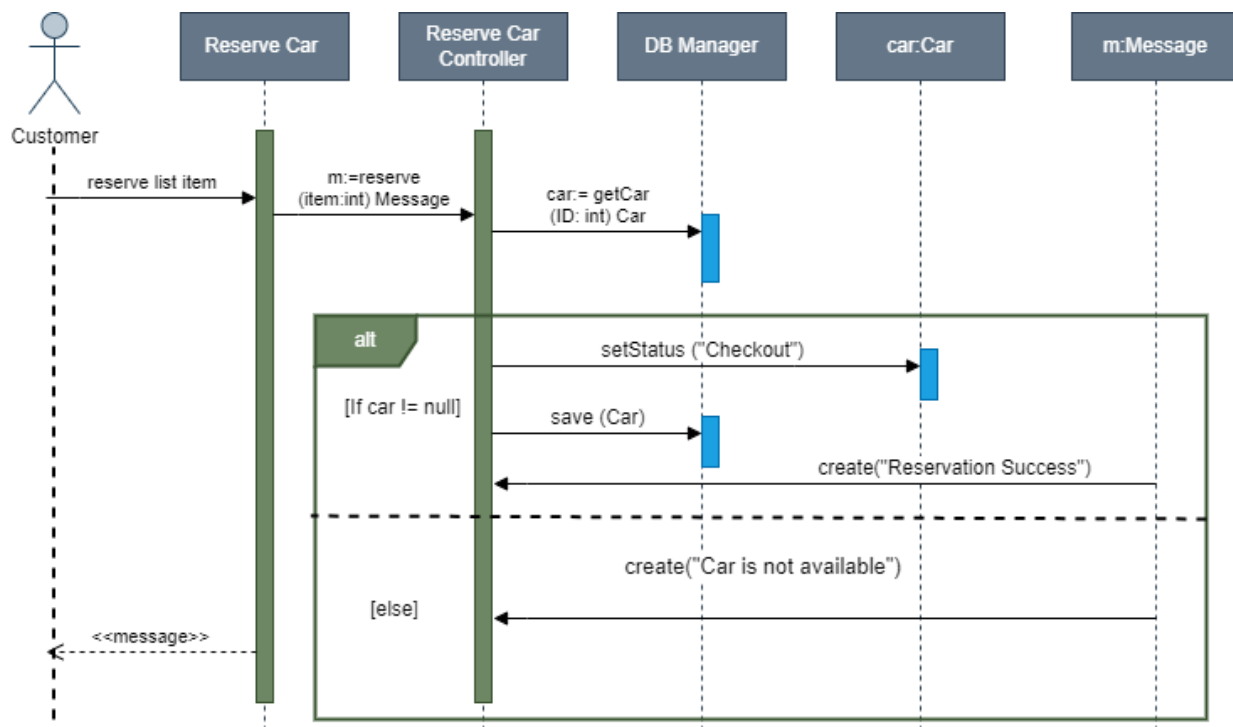 Customer
Reserve Car
Reserve Car
Controller
DB Manager
car:Car
m:Message
reserve list item
m:=reserve
(item:int) Message
car:= getCar
(ID: int) Car
alt
setStatus ("Checkout")
[If car != null]
save (Car)
create("Reservation Success")
create("Car is not available")
[else]
<<message>>